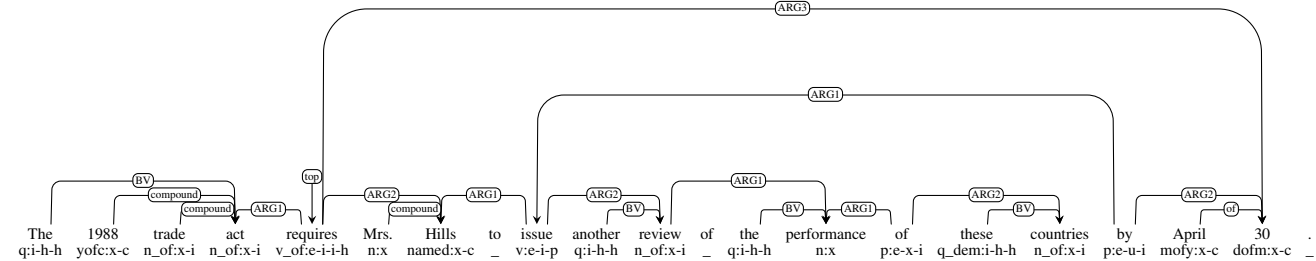 ARG3
ARG1
top
BV ARG1
compound ARG2 ARG1 ARG2 ARG2 ARG2
compound ARG1 compound BV BV ARG1 BV of
The 1988 trade act requires Mrs. Hills to issue another review of the performance of these countries by April 30 .
q:i-h-h yofc:x-c n_of:x-i n_of:x-i v_of:e-i-i-h n:x named:x-c _ v:e-i-p q:i-h-h n_of:x-i _ q:i-h-h n:x p:e-x-i q_dem:i-h-h n_of:x-i p:e-u-i mofy:x-c dofm:x-c _